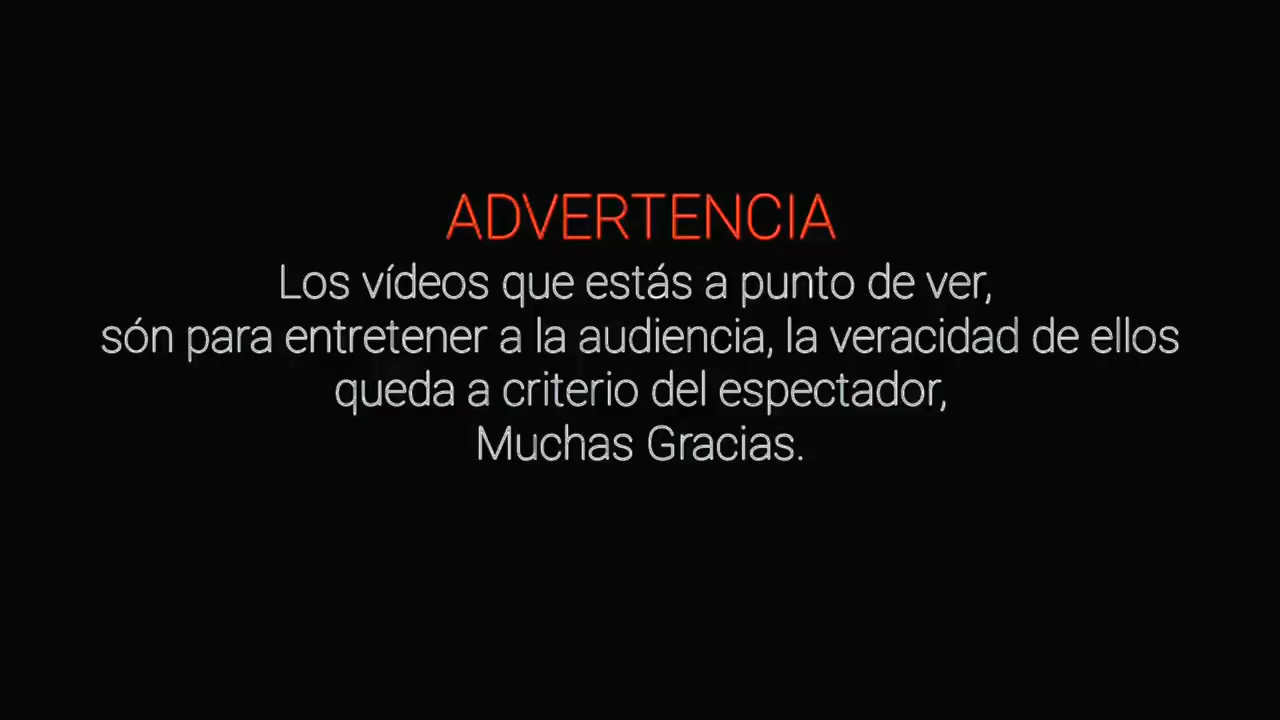 ADVERTENCIA
Los vídeos que estás a punto de ver,
són para entretener a la audiencia, la veracidad de ellos
queda a criterio del espectador,
Muchas Gracias.